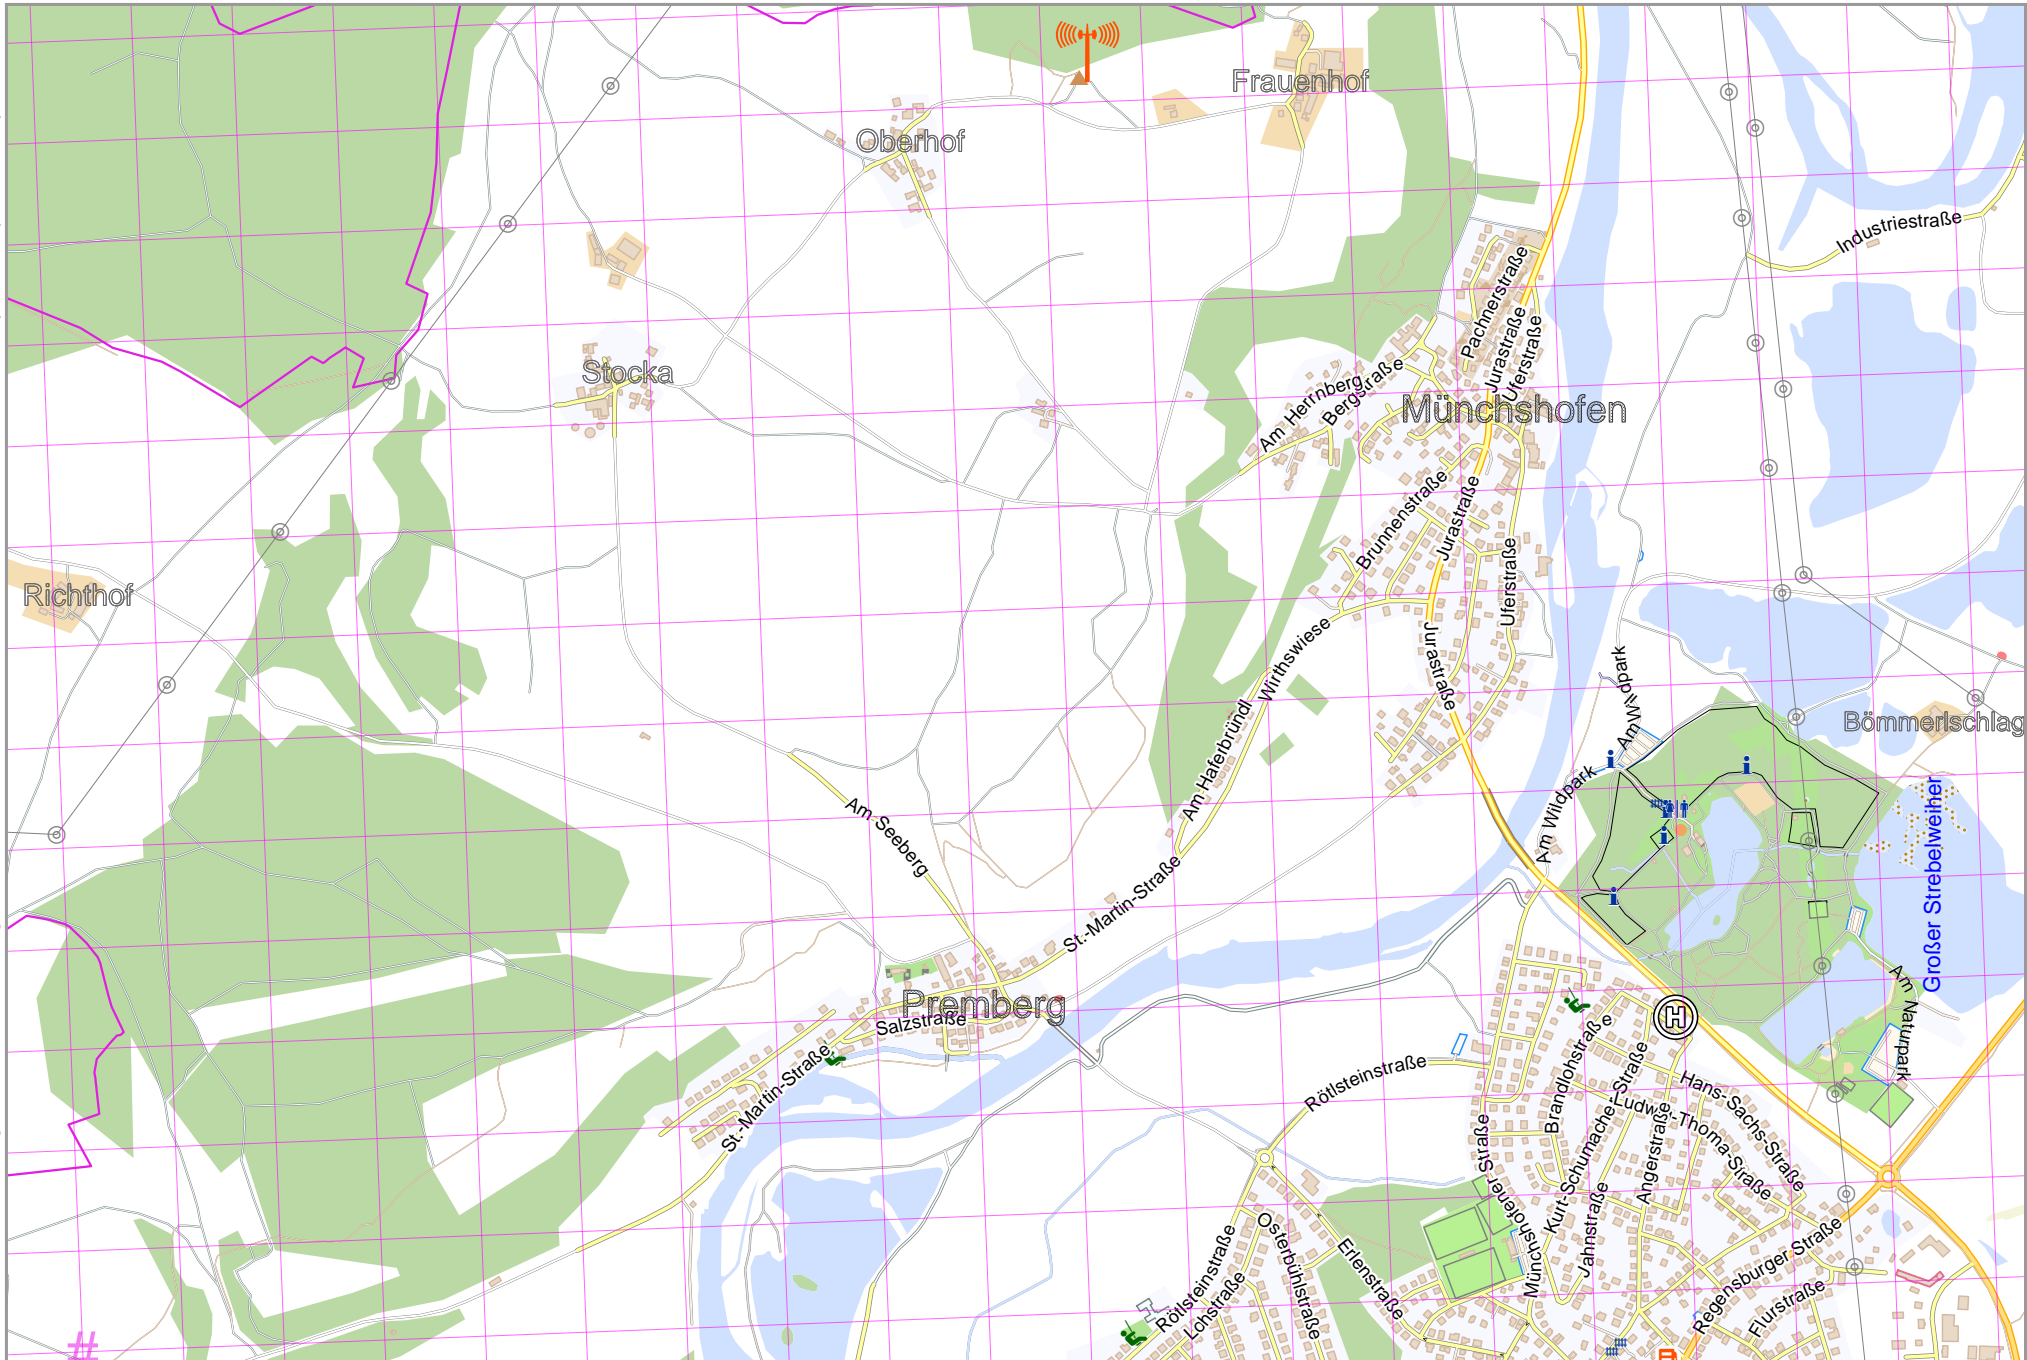 Frauenhof
Oberhof
Industriestraße
Pachnerstraße
Jurastraße
Uferstraße
Stocka
Am Herrnberg
Bergstraße
Münchshofen
Brunnenstraße
Jurastraße
Uferstraße
Richthof
Wirthswiese
Jurastraße
Am Wildpark
Bömmerlschlag
Am Haferbründl
Am Wildpark
Am Seeberg
Großer Strebelweiher
St.-Martin-Straße
Am Naturpark
Premberg
Salzstraße
H
St.-Martin-Straße
Rötlsteinstraße
Brandlohstraße
Hans-Sachs-Straße
Ludwig-Thoma-Straße
Kurt-Schumacher-Straße
Angerstraße
Münchshofener Straße
Jahnstraße
Osterbühlstraße
Erlenstraße
Rötlsteinstraße
Lohstraße
Regensburger Straße
Flurstraße
#